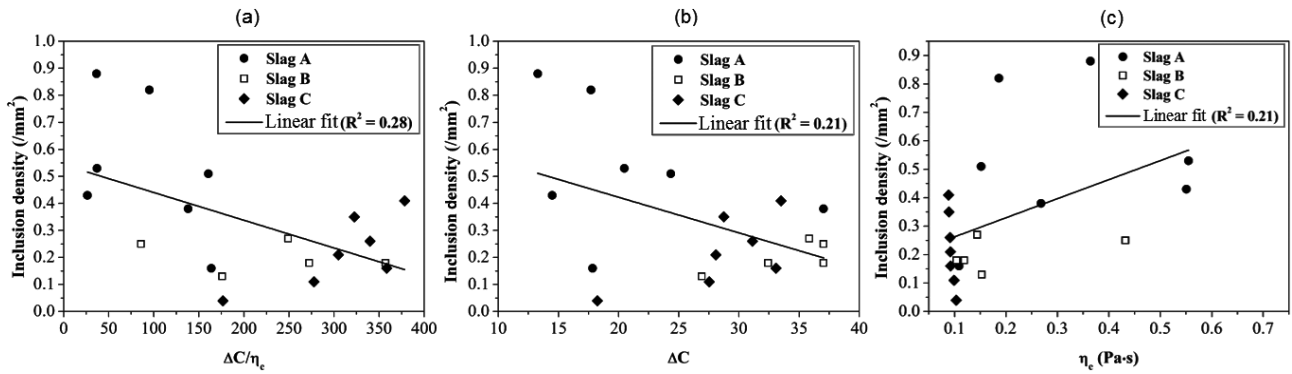 (a)
Inclusion density (/mm²)
1.0
0.9
0.8
0.7
0.6
0.5
0.4
0.3
0.2
0.1
0.0
Slag A
Slag B
Slag C
Linear fit (R² = 0.28)
0 50 100 150 200 250 300 350 400
ΔC/ηe
(b)
Inclusion density (/mm²)
1.0
0.9
0.8
0.7
0.6
0.5
0.4
0.3
0.2
0.1
0.0
Slag A
Slag B
Slag C
Linear fit (R² = 0.21)
10 15 20 25 30 35 40
ΔC
(c)
Inclusion density (/mm²)
0.9
0.8
0.7
0.6
0.5
0.4
0.3
0.2
0.1
0.0
Slag A
Slag B
Slag C
Linear fit (R² = 0.21)
0.1 0.2 0.3 0.4 0.5 0.6 0.7
ηe (Pa·s)